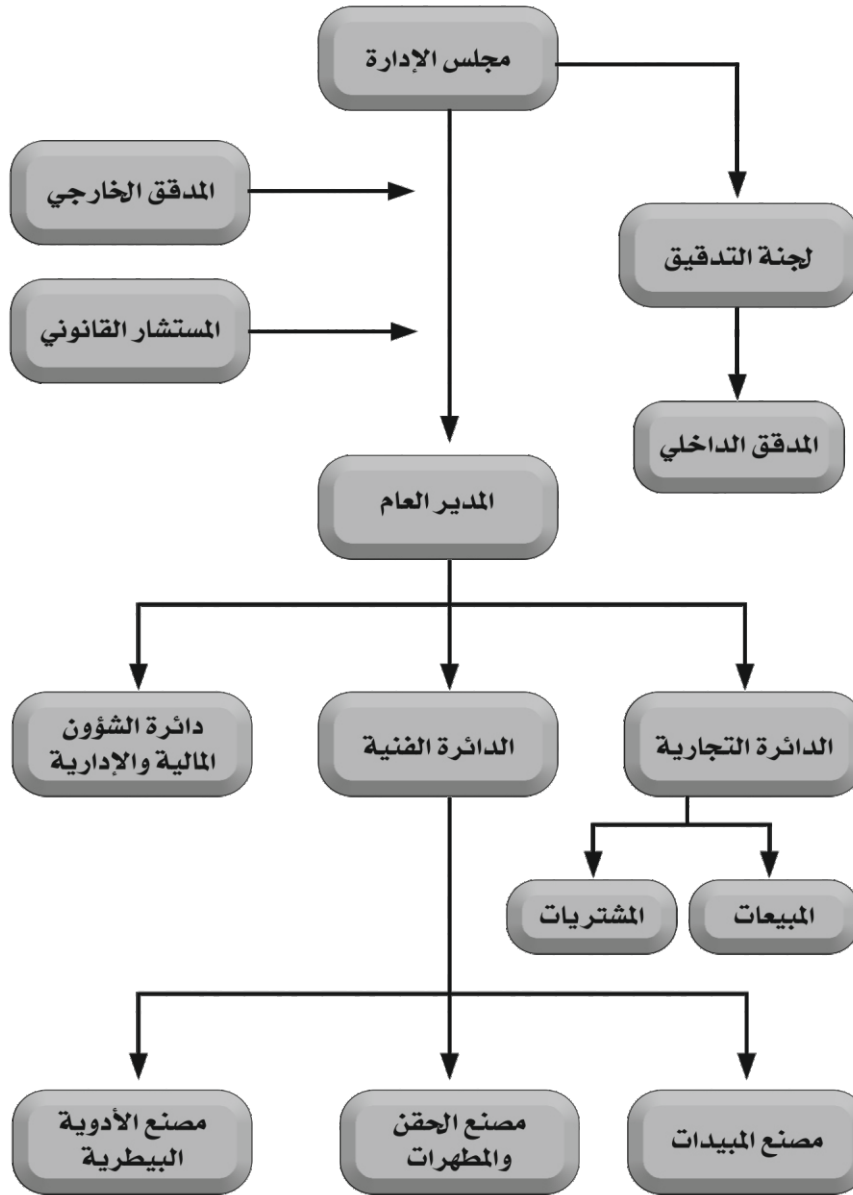 مجلس الإدارة
المدقق الخارجي
لجنة التدقيق
المستشار القانوني
المدقق الداخلي
المدير العام
الدائرة التجارية
الدائرة الفنية
دائرة الشؤون
المالية والإدارية
المبيعات
المشتريات
مصنع المبيدات
مصنع الحقن
والمطهرات
مصنع الأدوية
البيطرية